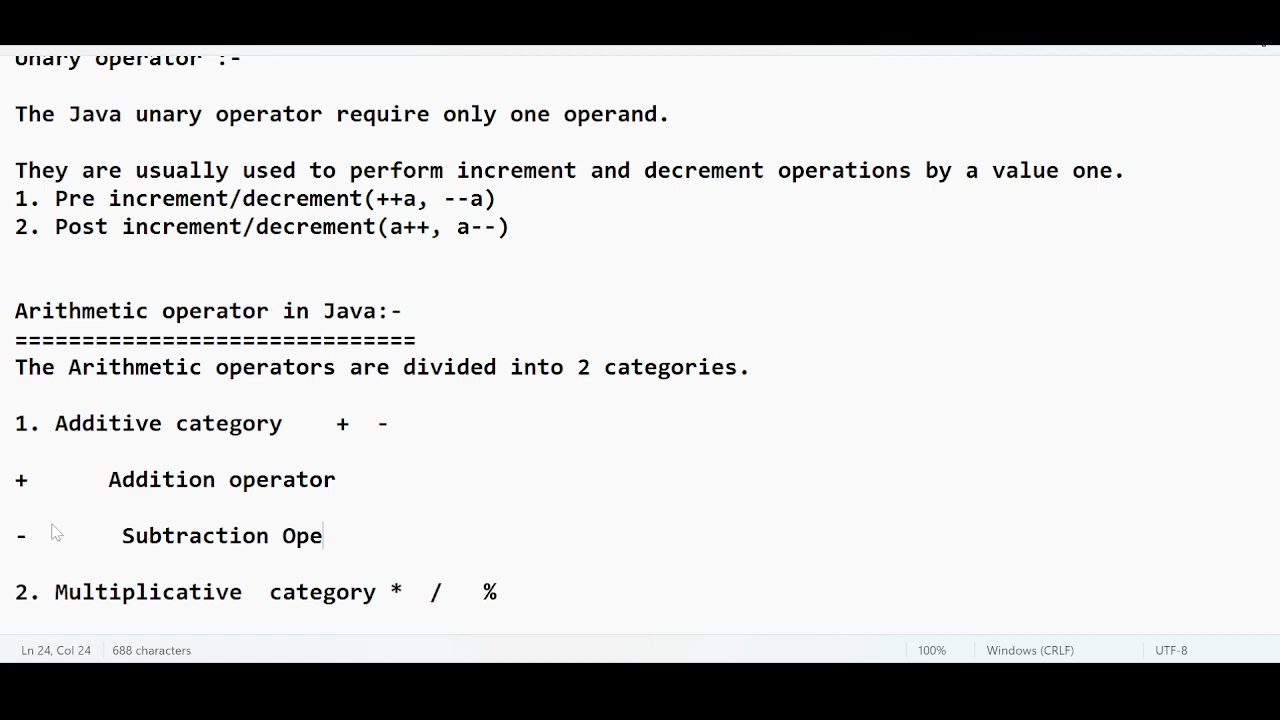 Unary operator :-
The Java unary operator require only one operand.
They are usually used to perform increment and decrement operations by a value one.
1. Pre increment/decrement(++a, --a)
2. Post increment/decrement(a++, a--)
Arithmetic operator in Java:-
==============================
The Arithmetic operators are divided into 2 categories.
1. Additive category    +  -
+      Addition operator
-       Subtraction Ope
2. Multiplicative  category *  /   %
Ln 24, Col 24 688 characters 100% Windows (CRLF) UTF-8